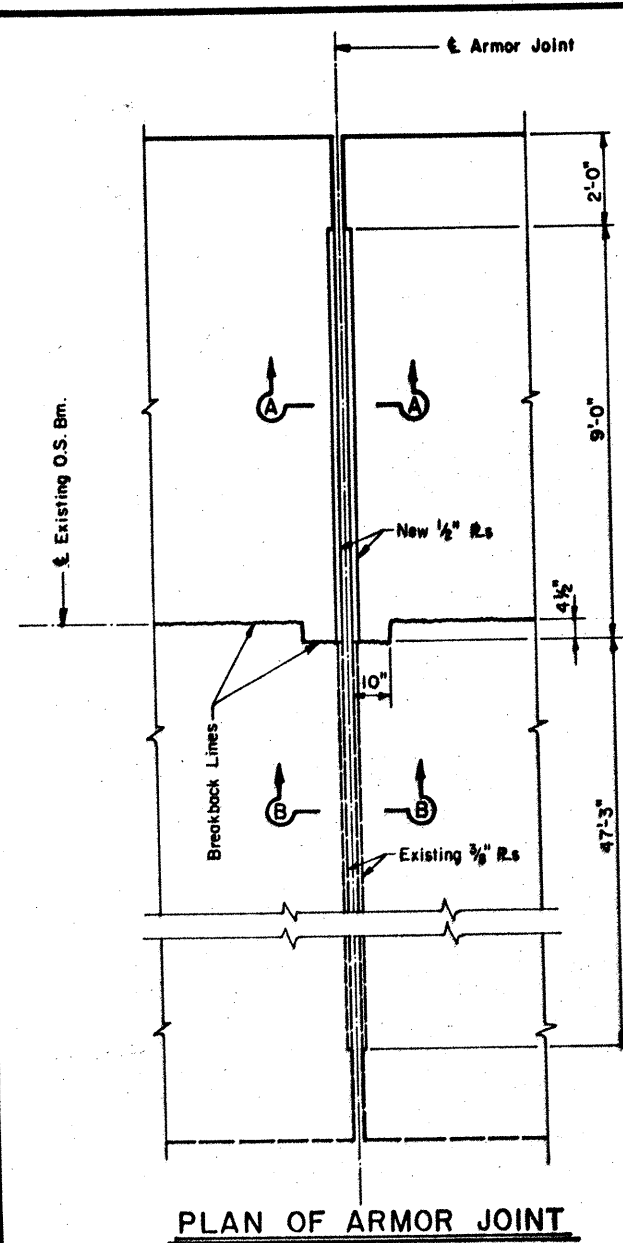 ℄ Armor Joint
2'-0"
9'-0"
℄ Existing O.S. Bm.
A
A
New 1/2" ℞s
4½"
10"
Breakback Lines
B
B
Existing 3/8" ℞s
47'-3"
PLAN OF ARMOR JOINT